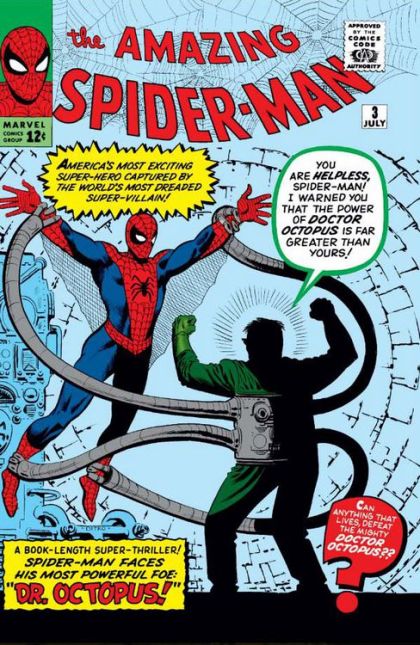 the AMAZING
SPIDER-MAN
APPROVED
BY THE
COMICS
CODE
CA
AUTHORITY
MARVEL
COMICS
GROUP 12¢
3
JULY
AMERICA'S MOST EXCITING
SUPER-HERO CAPTURED BY
THE WORLD'S MOST DREADED
SUPER-VILLAIN!
YOU
ARE HELPLESS,
SPIDER-MAN!
I WARNED YOU
THAT THE POWER
OF DOCTOR
OCTOPUS IS FAR
GREATER THAN
YOURS!
- DITKO -
A BOOK-LENGTH SUPER-THRILLER!
SPIDER-MAN FACES
HIS MOST POWERFUL FOE:
"DR. OCTOPUS!"
CAN
ANYTHING THAT
LIVES, DEFEAT
THE MIGHTY
DOCTOR
OCTOPUS??
?